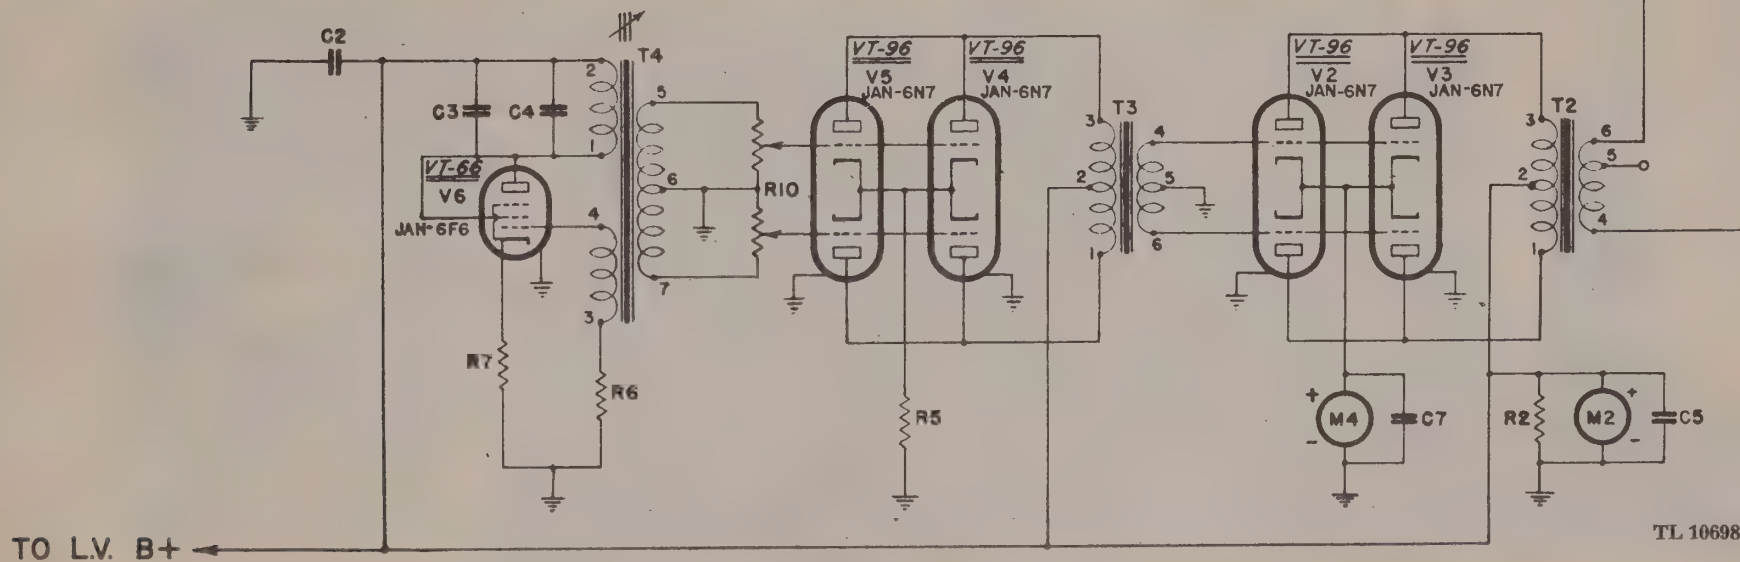 C2
T4
2
5
C3
C4
1
VT-66
V6
JAN-6F6
4
6
R10
3
7
R7
R6
VT-96
V5
JAN-6N7
VT-96
V4
JAN-6N7
R5
T3
3
4
2
5
1
6
VT-96
V2
JAN-6N7
VT-96
V3
JAN-6N7
T2
3
6
5
2
4
1
+
M4
-
C7
R2
M2
+
-
C5
TO L.V. B+
TL 10698